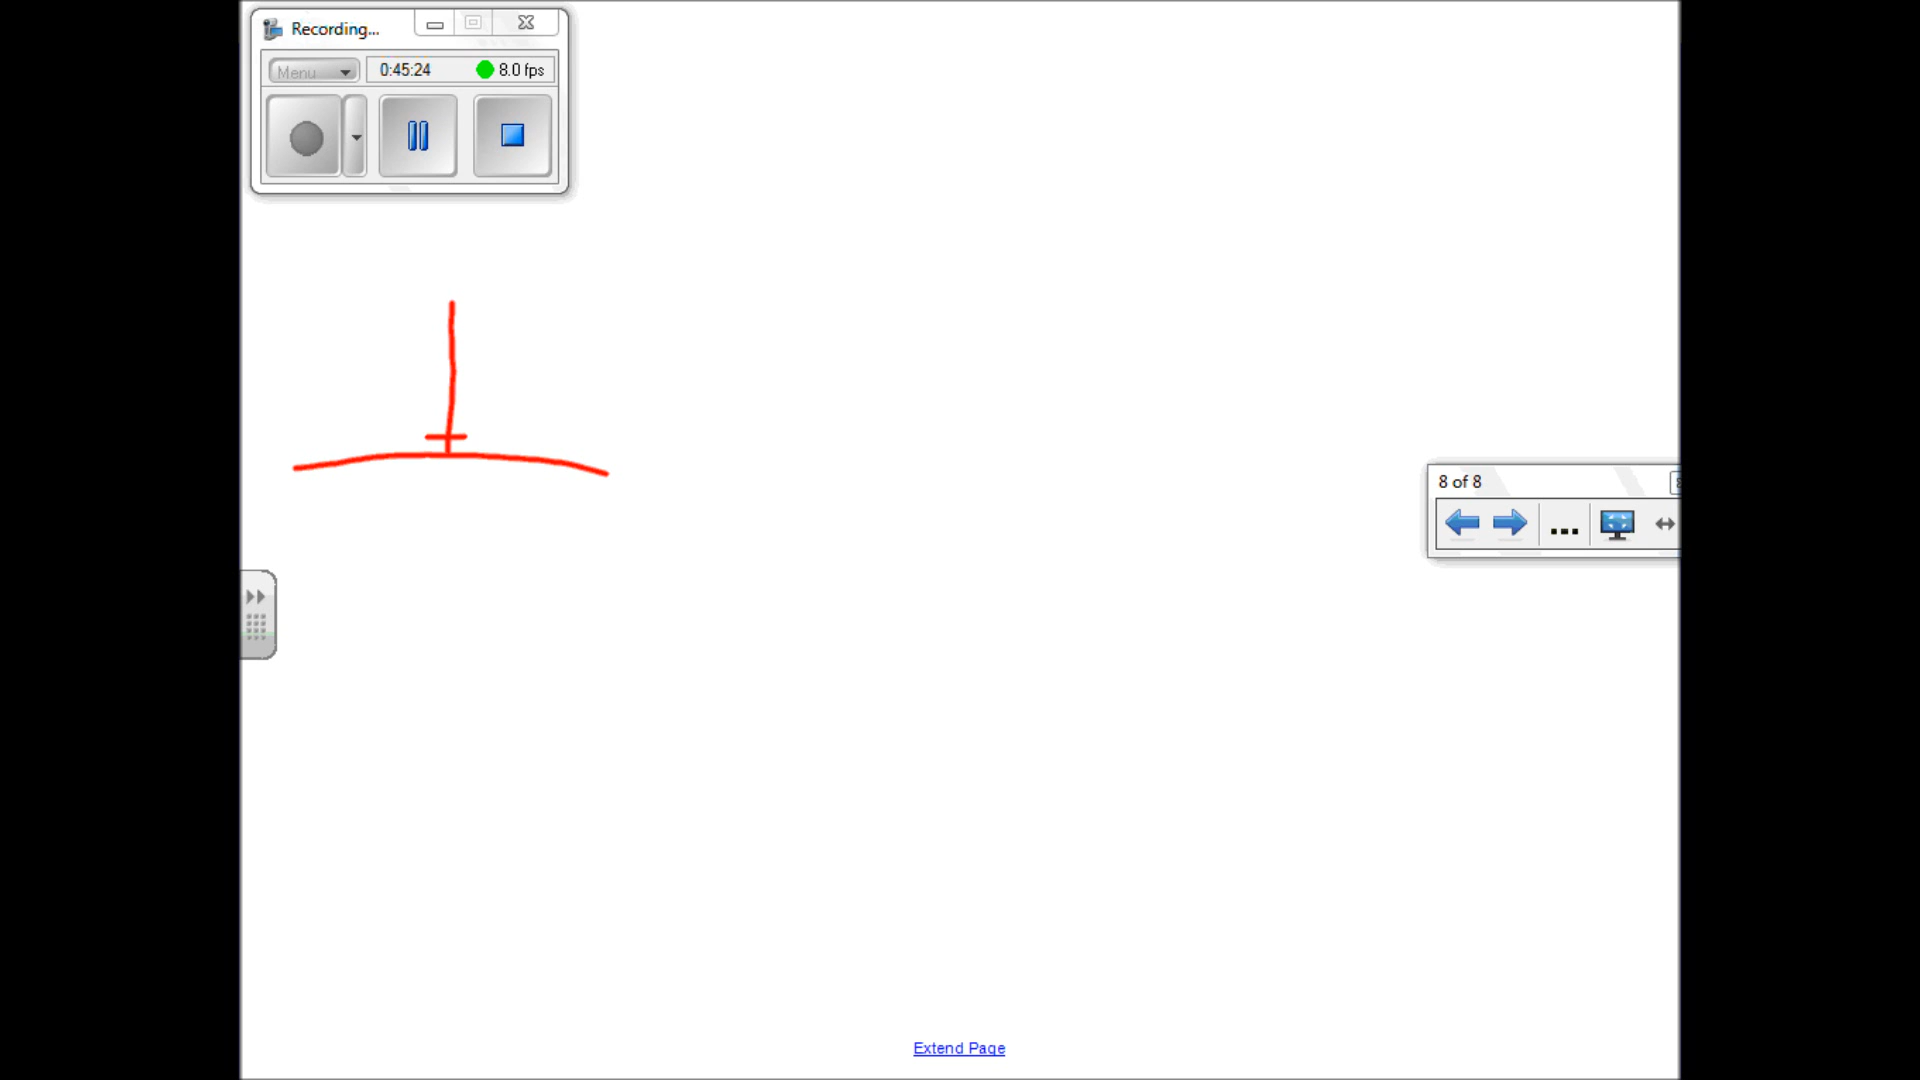 Recording...
Menu
0:45:24
8.0 fps
8 of 8
...
Extend Page